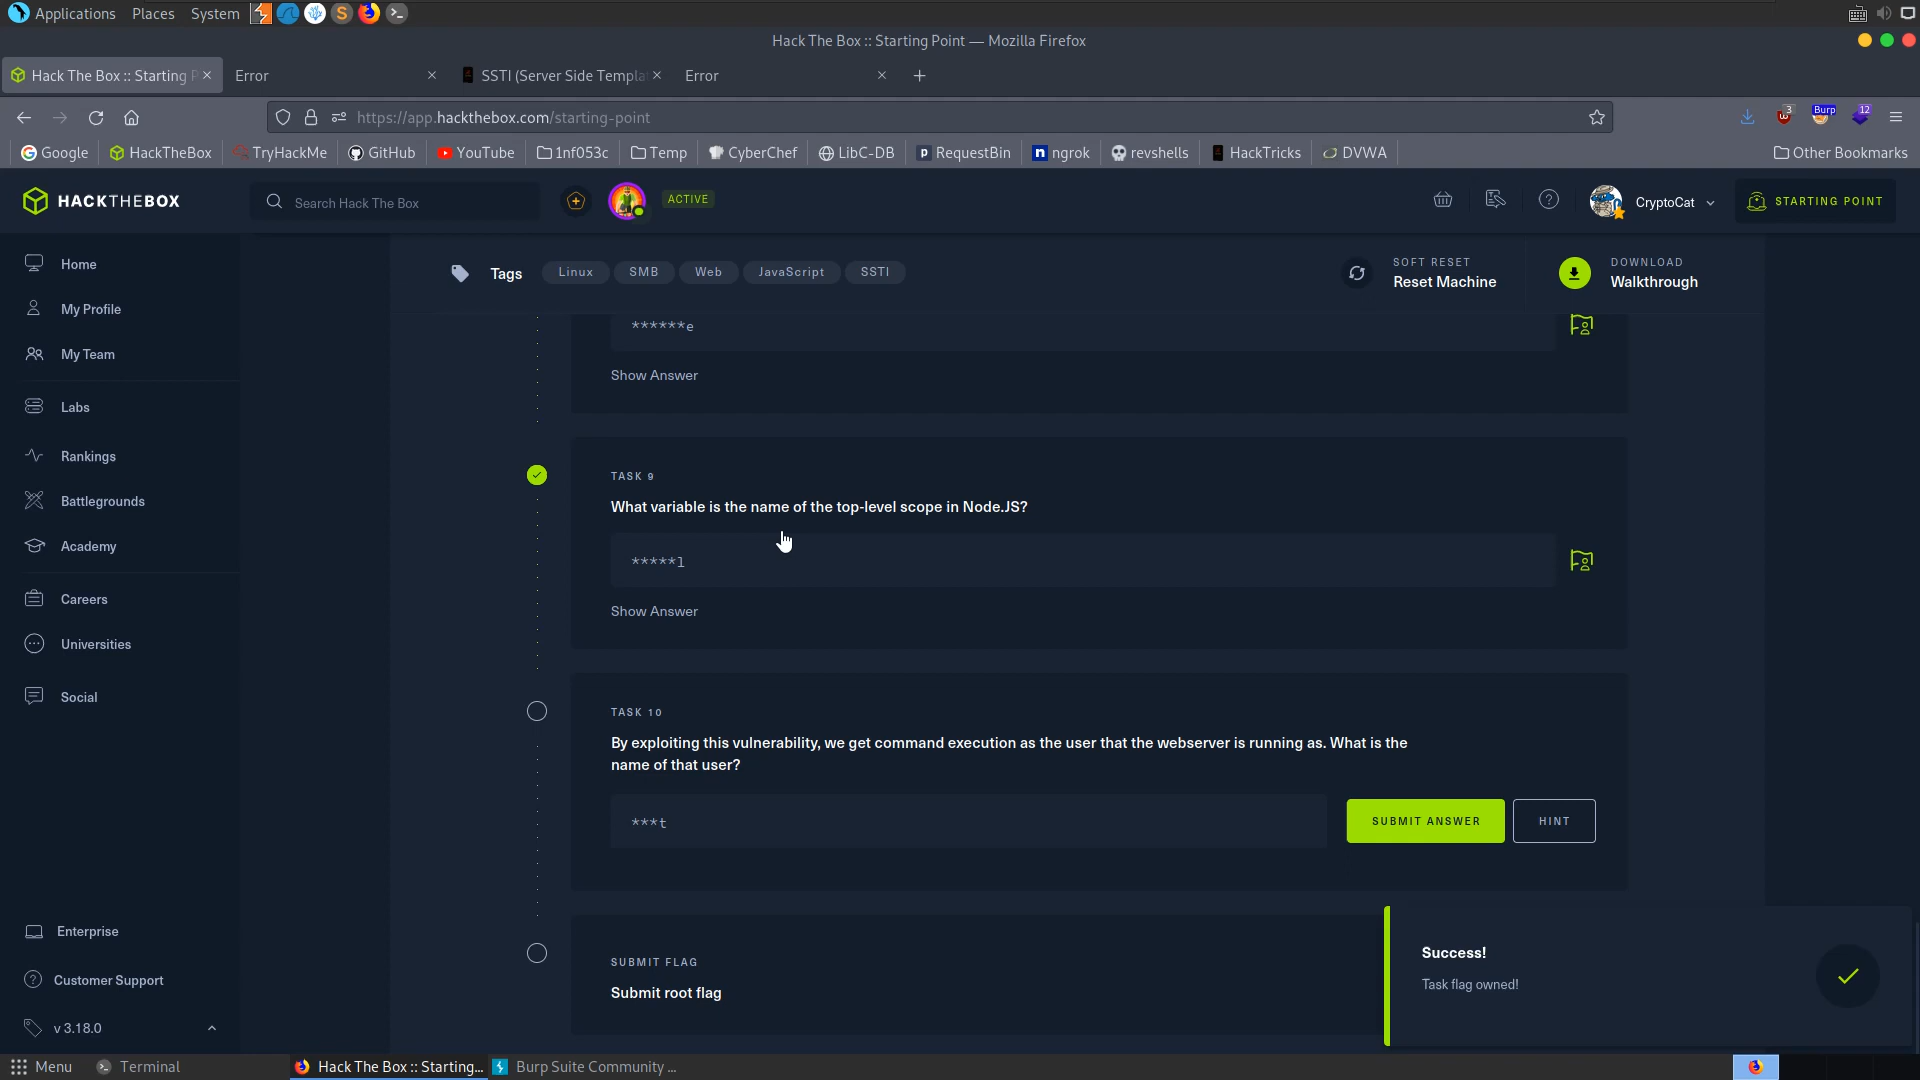 Applications Places System
Hack The Box :: Starting Point — Mozilla Firefox
Hack The Box :: Starting P
Error
SSTI (Server Side Templa
Error
https://app.hackthebox.com/starting-point
3
Burp
12
Google
HackTheBox
TryHackMe
GitHub
YouTube
1nf053c
Temp
CyberChef
LibC-DB
RequestBin
ngrok
revshells
HackTricks
DVWA
Other Bookmarks
HACKTHEBOX
Search Hack The Box
ACTIVE
CryptoCat
STARTING POINT
Home
My Profile
My Team
Labs
Rankings
Battlegrounds
Academy
Careers
Universities
Social
Enterprise
Customer Support
v 3.18.0
Tags
Linux
SMB
Web
JavaScript
SSTI
SOFT RESET
Reset Machine
DOWNLOAD
Walkthrough
******e
Show Answer
TASK 9
What variable is the name of the top-level scope in Node.JS?
*****l
Show Answer
TASK 10
By exploiting this vulnerability, we get command execution as the user that the webserver is running as. What is the
name of that user?
***t
SUBMIT ANSWER
HINT
SUBMIT FLAG
Submit root flag
Success!
Task flag owned!
Menu
Terminal
Hack The Box :: Starting...
Burp Suite Community ...